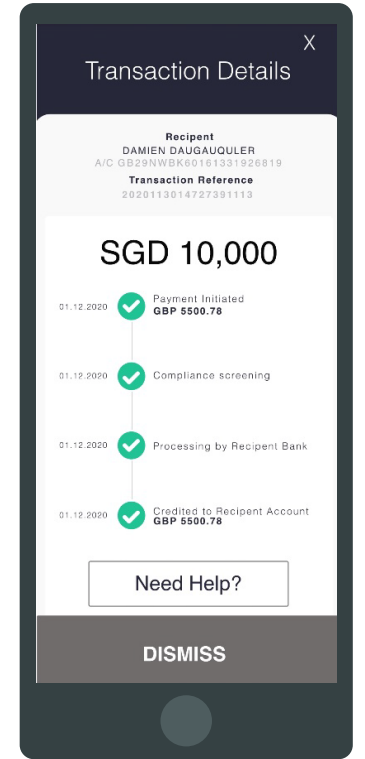 X
Transaction Details
Recipent
DAMIEN DAUGAUQULER
A/C GB29NWBK60161331926819
Transaction Reference
2020113014727391113
SGD 10,000
01.12.2020
Payment Initiated
GBP 5500.78
01.12.2020
Compliance screening
01.12.2020
Processing by Recipent Bank
01.12.2020
Credited to Recipent Account
GBP 5500.78
Need Help?
DISMISS